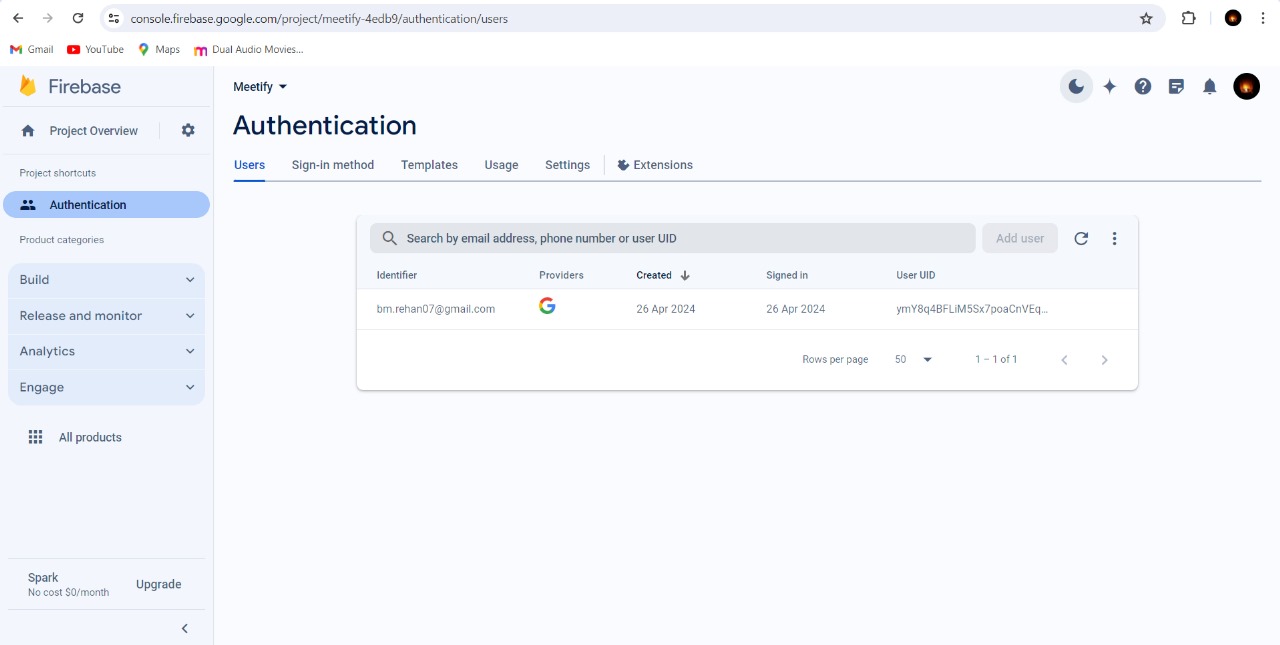 console.firebase.google.com/project/meetify-4edb9/authentication/users
Gmail YouTube Maps Dual Audio Movies...
Firebase
Meetify
Project Overview
Authentication
Users Sign-in method Templates Usage Settings Extensions
Project shortcuts
Authentication
Product categories
Build
Release and monitor
Analytics
Engage
All products
Spark
No cost $0/month
Upgrade
Search by email address, phone number or user UID
Add user
Identifier Providers Created Signed in User UID
bm.rehan07@gmail.com 26 Apr 2024 26 Apr 2024 ymY8q4BFLiM5Sx7poaCnVEq...
Rows per page 50 1 – 1 of 1